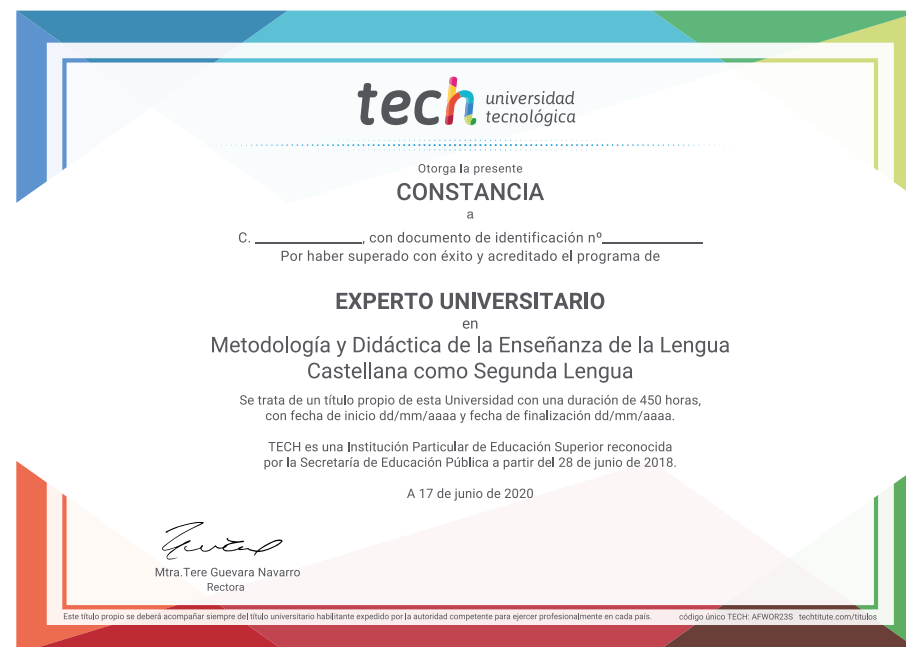 tech universidad
tecnológica
Otorga la presente
CONSTANCIA
a
C. ____________, con documento de identificación nº____________
Por haber superado con éxito y acreditado el programa de
EXPERTO UNIVERSITARIO
en
Metodología y Didáctica de la Enseñanza de la Lengua
Castellana como Segunda Lengua
Se trata de un título propio de esta Universidad con una duración de 450 horas,
con fecha de inicio dd/mm/aaaa y fecha de finalización dd/mm/aaaa.
TECH es una Institución Particular de Educación Superior reconocida
por la Secretaría de Educación Pública a partir del 28 de junio de 2018.
A 17 de junio de 2020
Mtra.Tere Guevara Navarro
Rectora
Este título propio se deberá acompañar siempre del título universitario habilitante expedido por la autoridad competente para ejercer profesionalmente en cada país. código único TECH: AFWOR23S techtitute.com/titulos